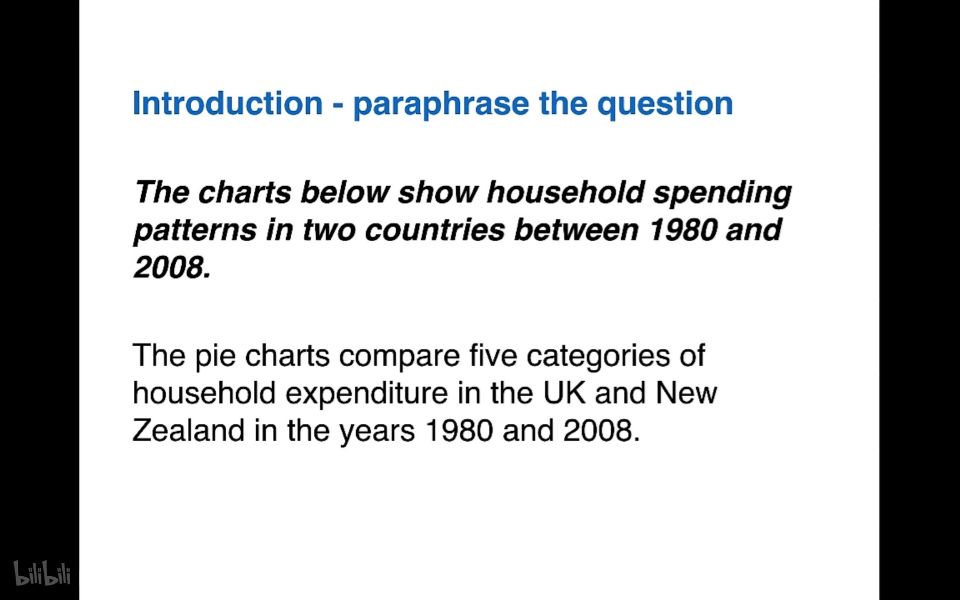 Introduction - paraphrase the question
The charts below show household spending
patterns in two countries between 1980 and
2008.
The pie charts compare five categories of
household expenditure in the UK and New
Zealand in the years 1980 and 2008.
bilibili